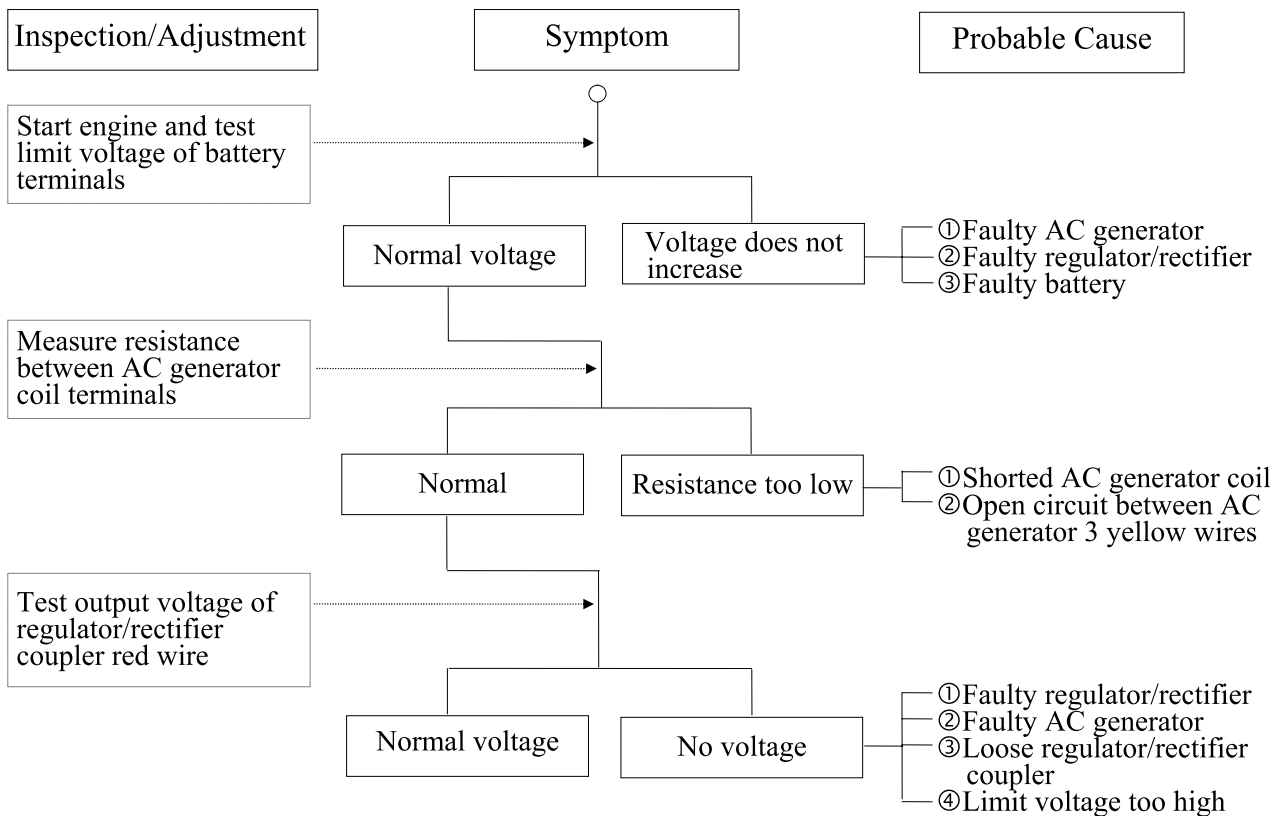 Inspection/Adjustment
Symptom
Probable Cause
Start engine and test
limit voltage of battery
terminals
Normal voltage
Voltage does not
increase
①Faulty AC generator
②Faulty regulator/rectifier
③Faulty battery
Measure resistance
between AC generator
coil terminals
Normal
Resistance too low
①Shorted AC generator coil
②Open circuit between AC
generator 3 yellow wires
Test output voltage of
regulator/rectifier
coupler red wire
Normal voltage
No voltage
①Faulty regulator/rectifier
②Faulty AC generator
③Loose regulator/rectifier
coupler
④Limit voltage too high